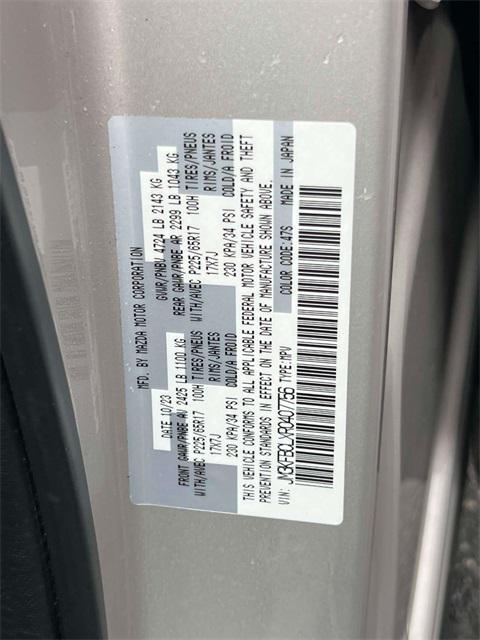 MFD. BY MAZDA MOTOR CORPORATION
DATE 10/23 GVWR/PNBV 4724 LB 2143 KG
FRONT GAWR/PNBE AV 2425 LB 1100 KG REAR GAWR/PNBE AR 2299 LB 1043 KG
WITH/AVEC P225/65R17 100H TIRES/PNEUS WITH/AVEC P225/65R17 100H TIRES/PNEUS
17X7J RIMS/JANTES 17X7J RIMS/JANTES
230 KPA/34 PSI COLD/A FROID 230 KPA/34 PSI COLD/A FROID
THIS VEHICLE CONFORMS TO ALL APPLICABLE FEDERAL MOTOR VEHICLE SAFETY AND THEFT
PREVENTION STANDARDS IN EFFECT ON THE DATE OF MANUFACTURE SHOWN ABOVE.
VIN: JM3KFBCLXR0407756 TYPE:MPV COLOR CODE:47S MADE IN JAPAN